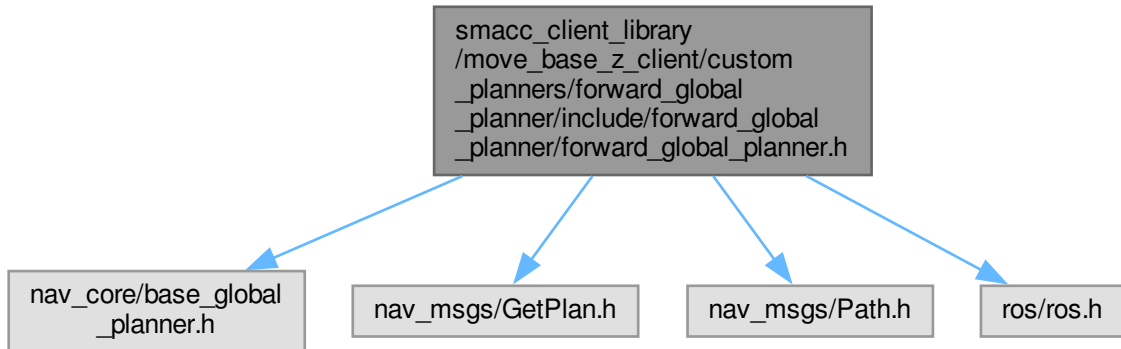 smacc_client_library
/move_base_z_client/custom
_planners/forward_global
_planner/include/forward_global
_planner/forward_global_planner.h
nav_core/base_global
_planner.h
nav_msgs/GetPlan.h
nav_msgs/Path.h
ros/ros.h